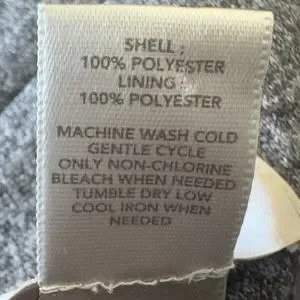 SHELL :
100% POLYESTER
LINING :
100% POLYESTER
MACHINE WASH COLD
GENTLE CYCLE
ONLY NON-CHLORINE
BLEACH WHEN NEEDED
TUMBLE DRY LOW
COOL IRON WHEN
NEEDED